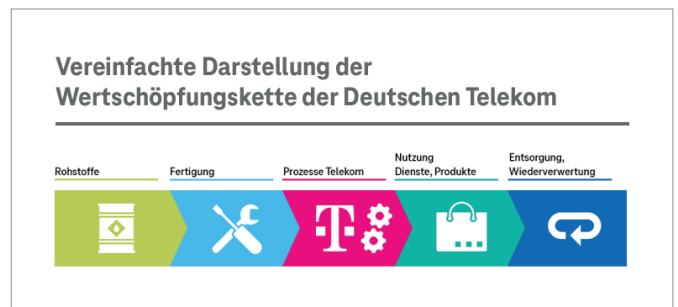 Vereinfachte Darstellung der
Wertschöpfungskette der Deutschen Telekom
Rohstoffe
Fertigung
Prozesse Telekom
Nutzung
Dienste, Produkte
Entsorgung,
Wiederverwertung
T